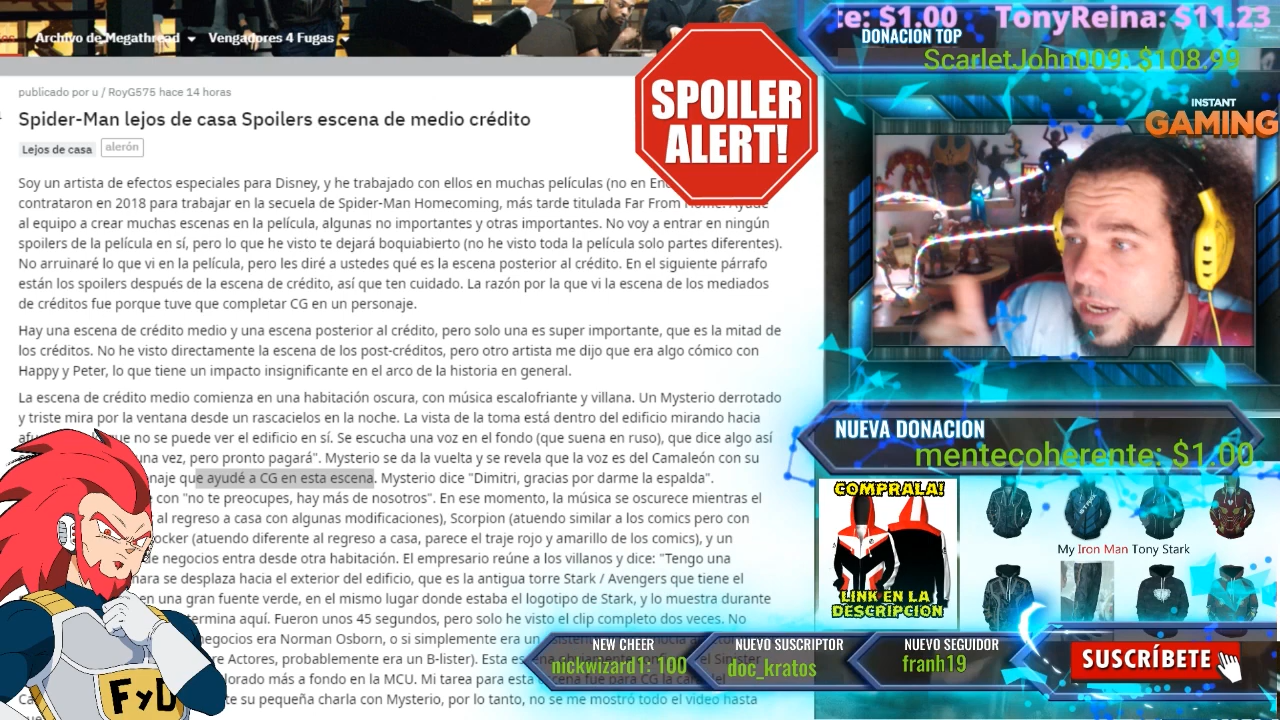 Archivo de Megathread
Vengadores 4 Fugas
publicado por u / RoyG575 hace 14 horas
Spider-Man lejos de casa Spoilers escena de medio crédito
Lejos de casa
alerón
Soy un artista de efectos especiales para Disney, y he trabajado con ellos en muchas películas (no en
contrataron en 2018 para trabajar en la secuela de Spider-Man Homecoming, más tarde titulada Far From Home. Ayudé
al equipo a crear muchas escenas en la película, algunas no importantes y otras importantes. No voy a entrar en ningún
spoilers de la película en sí, pero lo que he visto te dejará boquiabierto (no he visto toda la película solo partes diferentes).
No arruinaré lo que vi en la película, pero les diré a ustedes qué es la escena posterior al crédito. En el siguiente párrafo
están los spoilers después de la escena de crédito, así que ten cuidado. La razón por la que vi la escena de los mediados
de créditos fue porque tuve que completar CG en un personaje.
Hay una escena de crédito medio y una escena posterior al crédito, pero solo una es super importante, que es la mitad de
los créditos. No he visto directamente la escena de los post-créditos, pero otro artista me dijo que era algo cómico con
Happy y Peter, lo que tiene un impacto insignificante en el arco de la historia en general.
La escena de crédito medio comienza en una habitación oscura, con música escalofriante y villana. Un Mysterio derrotado
y triste mira por la ventana desde un rascacielos en la noche. La vista de la toma está dentro del edificio mirando hacia
que no se puede ver el edificio en sí. Se escucha una voz en el fondo (que suena en ruso), que dice algo así
una vez, pero pronto pagará". Mysterio se da la vuelta y se revela que la voz es del Camaleón con su
que ayudé a CG en esta escena. Mysterio dice "Dimitri, gracias por darme la espalda".
con "no te preocupes, hay más de nosotros". En ese momento, la música se oscurece mientras el
al regreso a casa con algunas modificaciones), Scorpion (atuendo similar a los comics pero con
ocker (atuendo diferente al regreso a casa, parece el traje rojo y amarillo de los comics), y un
de negocios entra desde otra habitación. El empresario reúne a los villanos y dice: "Tengo una
se desplaza hacia el exterior del edificio, que es la antigua torre Stark / Avengers que tiene el
en una gran fuente verde, en el mismo lugar donde estaba el logotipo de Stark, y lo muestra durante
termina aquí. Fueron unos 45 segundos, pero solo he visto el clip completo dos veces. No
negocios era Norman Osborn, o si simplemente era un
re Actores, probablemente era un B-lister). Esta
lorado más a fondo en la MCU. Mi tarea para esta
te su pequeña charla con Mysterio, por lo tanto, no se me mostró todo el video hasta
SPOILER
ALERT!
te: $1.00 TonyReina: $11.23
DONACION TOP
ScarletJohn009: $108.99
INSTANT
GAMING
NUEVA DONACION
mentecoherente: $1.00
COMPRALA!
LINK EN LA
DESCRIPCION
My Iron Man Tony Stark
NEW CHEER
nickwizard1: 100
NUEVO SUSCRIPTOR
doc_kratos
NUEVO SEGUIDOR
franh19
SUSCRÍBETE
FyD